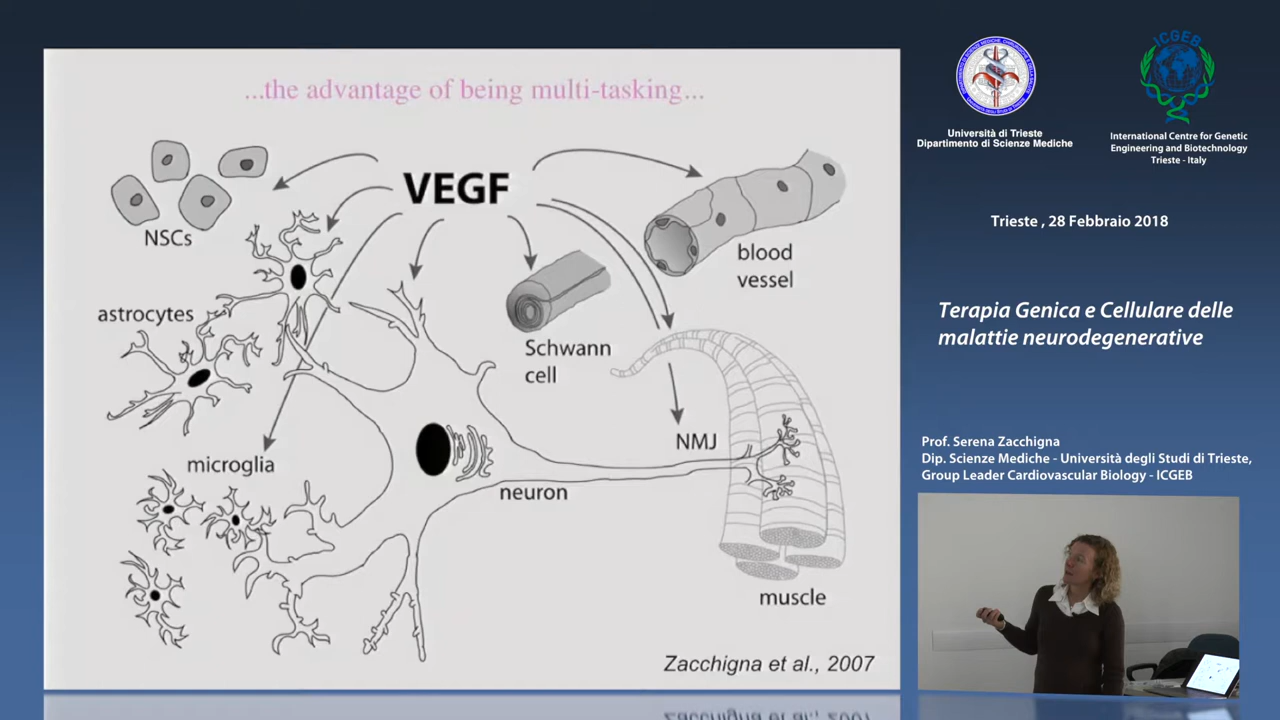 ...the advantage of being multi-tasking...
VEGF
NSCs
astrocytes
microglia
neuron
Schwann
cell
blood
vessel
NMJ
muscle
Zacchigna et al., 2007
ICGEB
Università di Trieste
Dipartimento di Scienze Mediche
International Centre for Genetic
Engineering and Biotechnology
Trieste - Italy
Trieste , 28 Febbraio 2018
Terapia Genica e Cellulare delle
malattie neurodegenerative
Prof. Serena Zacchigna
Dip. Scienze Mediche - Università degli Studi di Trieste,
Group Leader Cardiovascular Biology - ICGEB